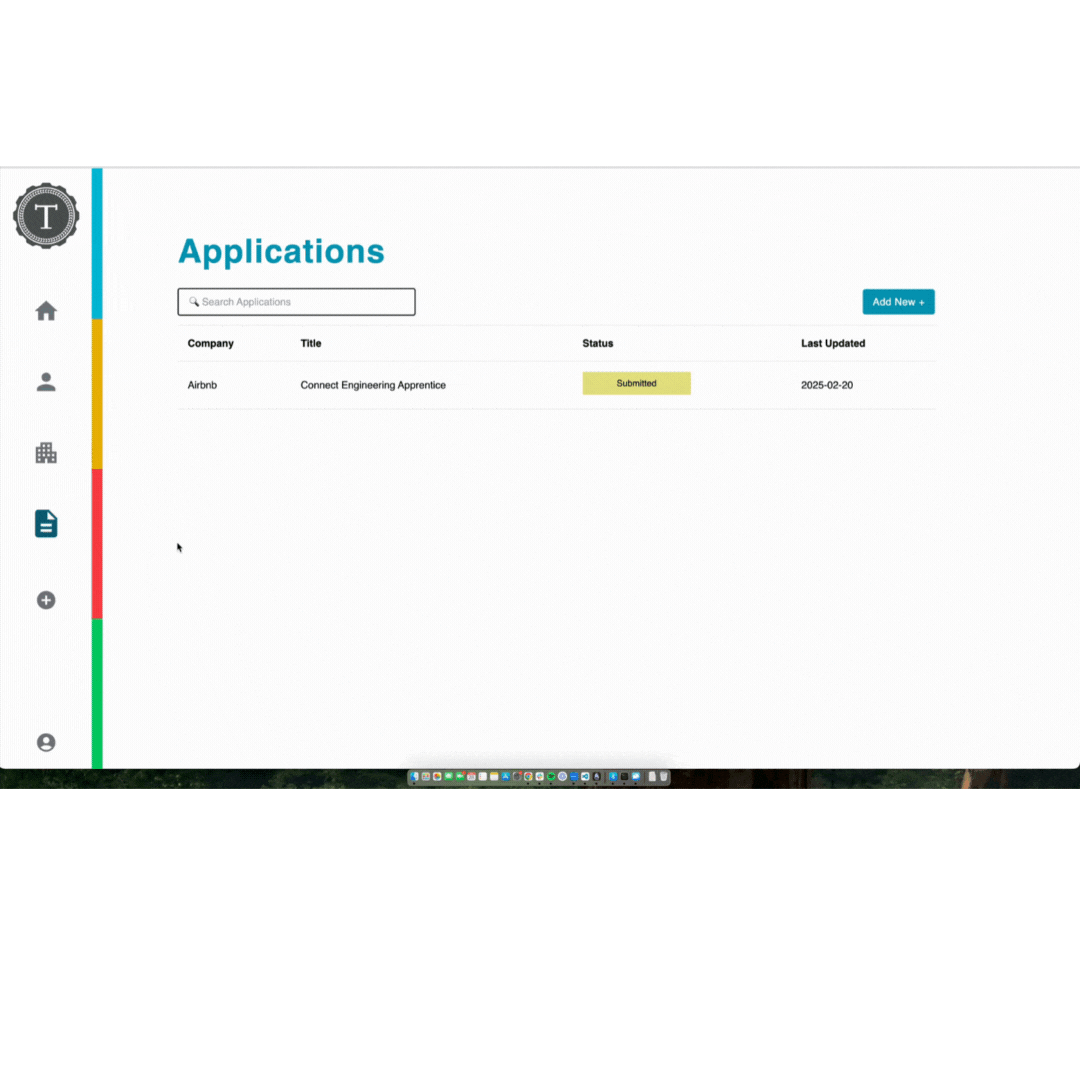 T
Applications
Search Applications
Add New +
Company Title Status Last Updated
Airbnb Connect Engineering Apprentice Submitted 2025-02-20